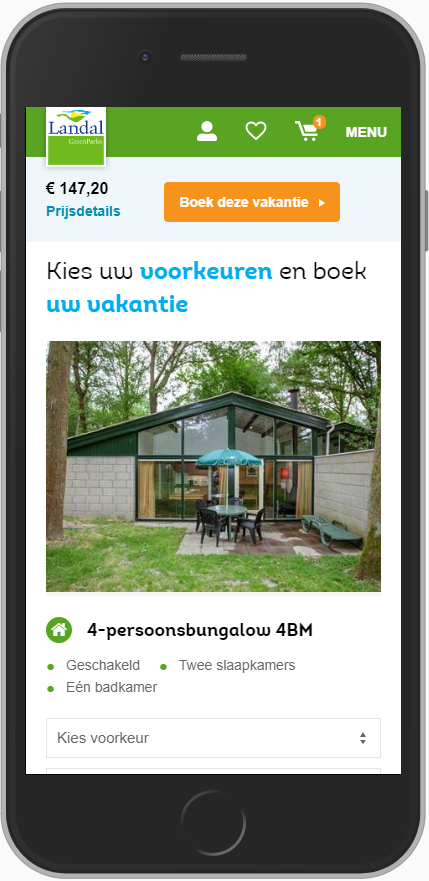 Landal
GreenParks
1
MENU
€ 147,20
Prijsdetails
Boek deze vakantie
Kies uw voorkeuren en boek
uw vakantie
4-persoonsbungalow 4BM
Geschakeld
Twee slaapkamers
Eén badkamer
Kies voorkeur